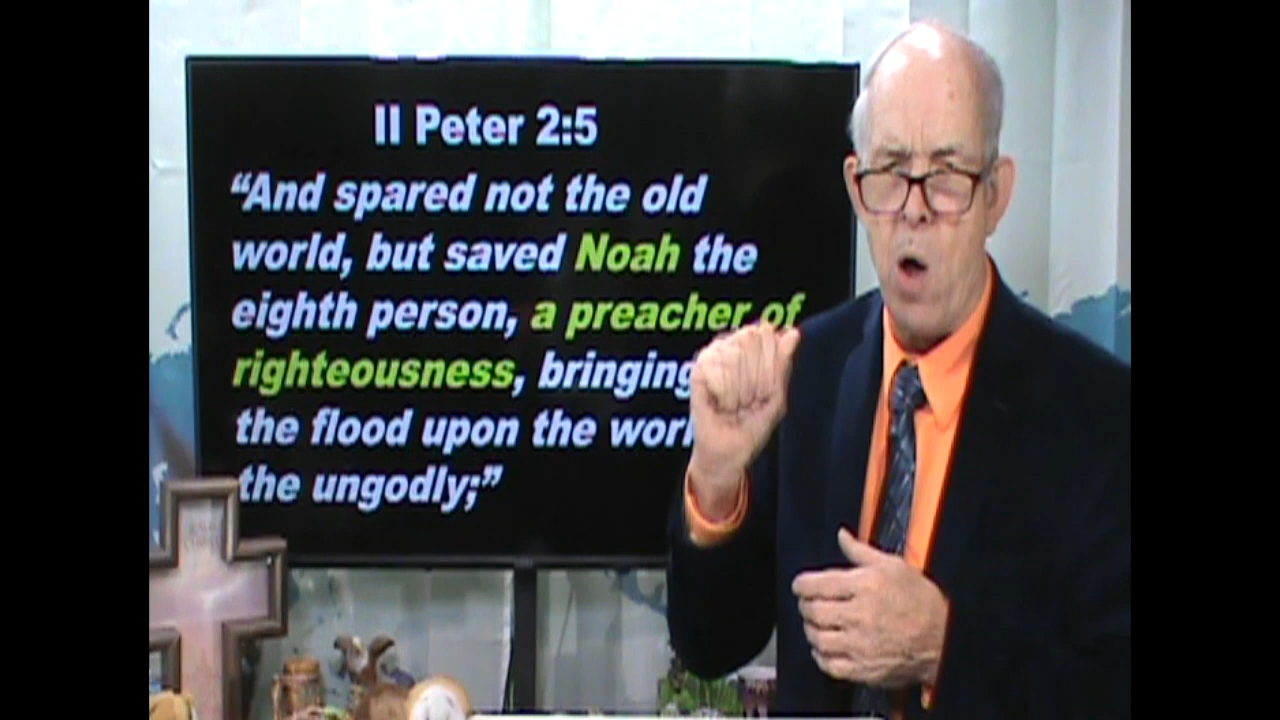 II Peter 2:5
“And spared not the old
world, but saved Noah the
eighth person, a preacher of
righteousness, bringing
the flood upon the
the ungodly;”